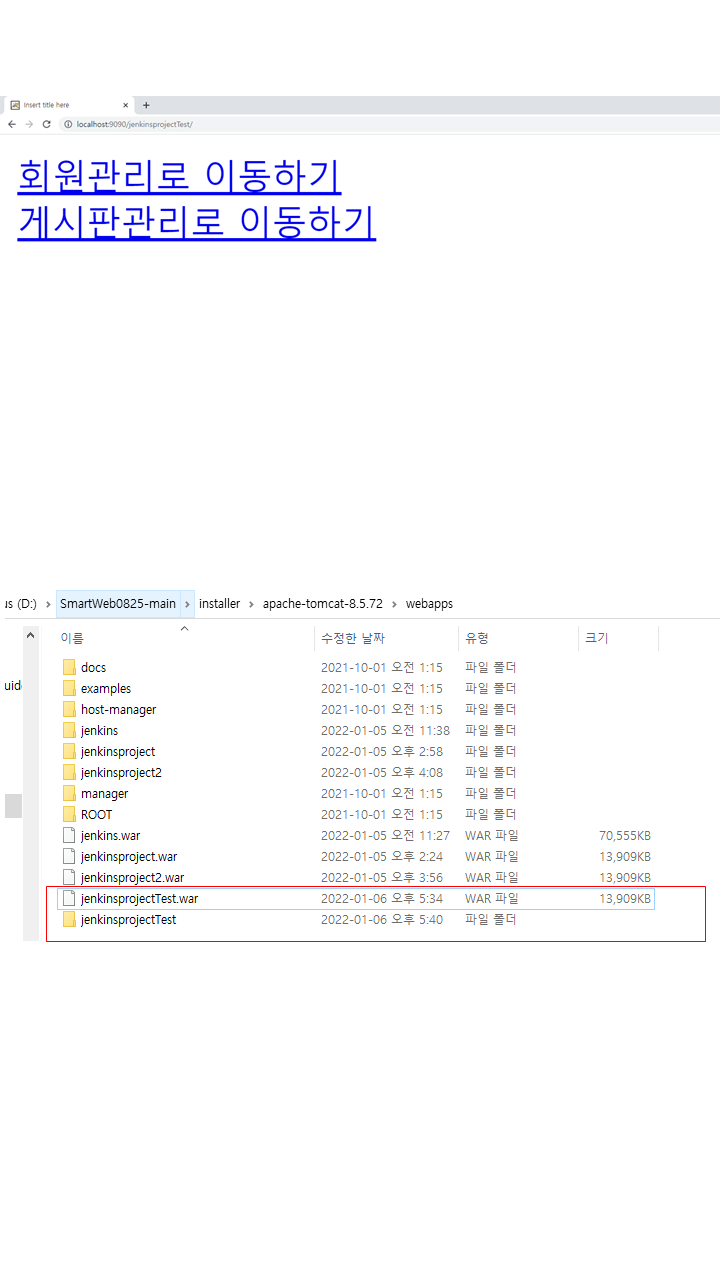 Insert title here
localhost:9090/jenkinsprojectTest/
회원관리로 이동하기
게시판관리로 이동하기
us (D:) > SmartWeb0825-main > installer > apache-tomcat-8.5.72 > webapps
이름 수정한 날짜 유형 크기
docs 2021-10-01 오전 1:15 파일 폴더
examples 2021-10-01 오전 1:15 파일 폴더
host-manager 2021-10-01 오전 1:15 파일 폴더
jenkins 2022-01-05 오전 11:38 파일 폴더
jenkinsproject 2022-01-05 오후 2:58 파일 폴더
jenkinsproject2 2022-01-05 오후 4:08 파일 폴더
manager 2021-10-01 오전 1:15 파일 폴더
ROOT 2021-10-01 오전 1:15 파일 폴더
jenkins.war 2022-01-05 오전 11:27 WAR 파일 70,555KB
jenkinsproject.war 2022-01-05 오후 2:24 WAR 파일 13,909KB
jenkinsproject2.war 2022-01-05 오후 3:56 WAR 파일 13,909KB
jenkinsprojectTest.war 2022-01-06 오후 5:34 WAR 파일 13,909KB
jenkinsprojectTest 2022-01-06 오후 5:40 파일 폴더